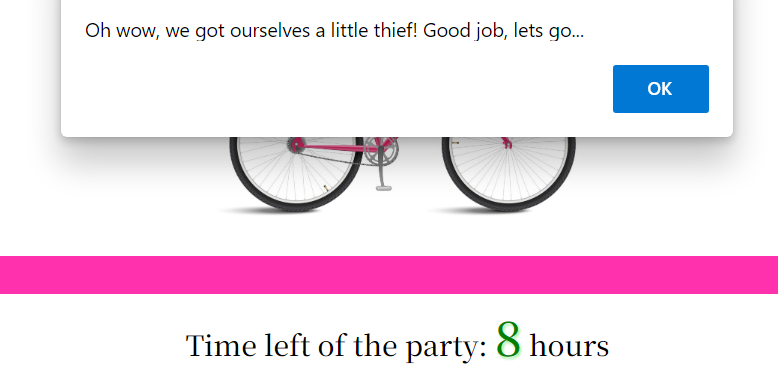 Oh wow, we got ourselves a little thief! Good job, lets go...
OK
Time left of the party: 8 hours